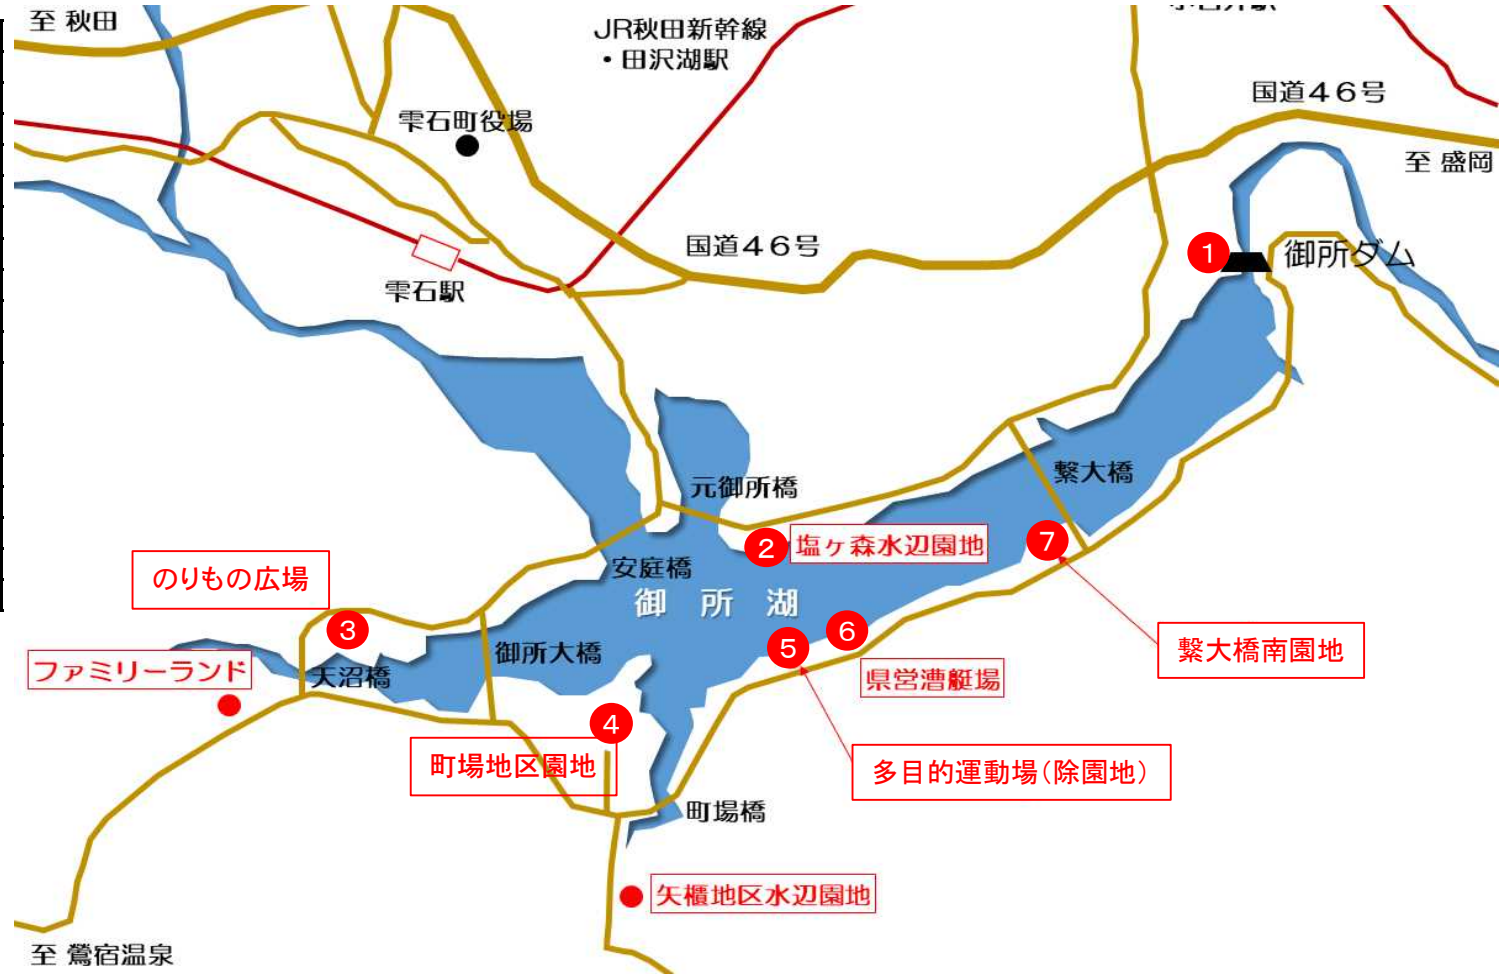 至 秋田
JR秋田新幹線
・田沢湖駅
国道46号
雫石町役場
至 盛岡
国道46号
1
御所ダム
雫石駅
繋大橋
元御所橋
2
塩ヶ森水辺園地
7
安庭橋
のりもの広場
御 所 湖
3
6
5
御所大橋
繋大橋南園地
ファミリーランド
天沼橋
県営漕艇場
4
町場地区園地
多目的運動場（除園地）
町場橋
矢櫃地区水辺園地
至 鶯宿温泉